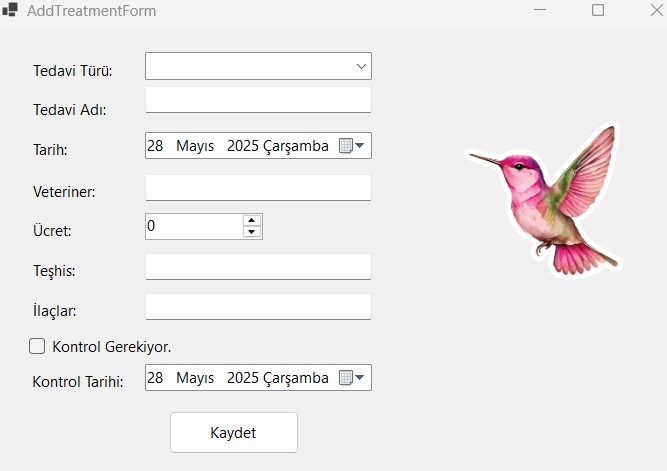 AddTreatmentForm
Tedavi Türü:
Tedavi Adı:
Tarih: 28 Mayıs 2025 Çarşamba
Veteriner:
Ücret: 0
Teşhis:
İlaçlar:
Kontrol Gerekiyor.
Kontrol Tarihi: 28 Mayıs 2025 Çarşamba
Kaydet